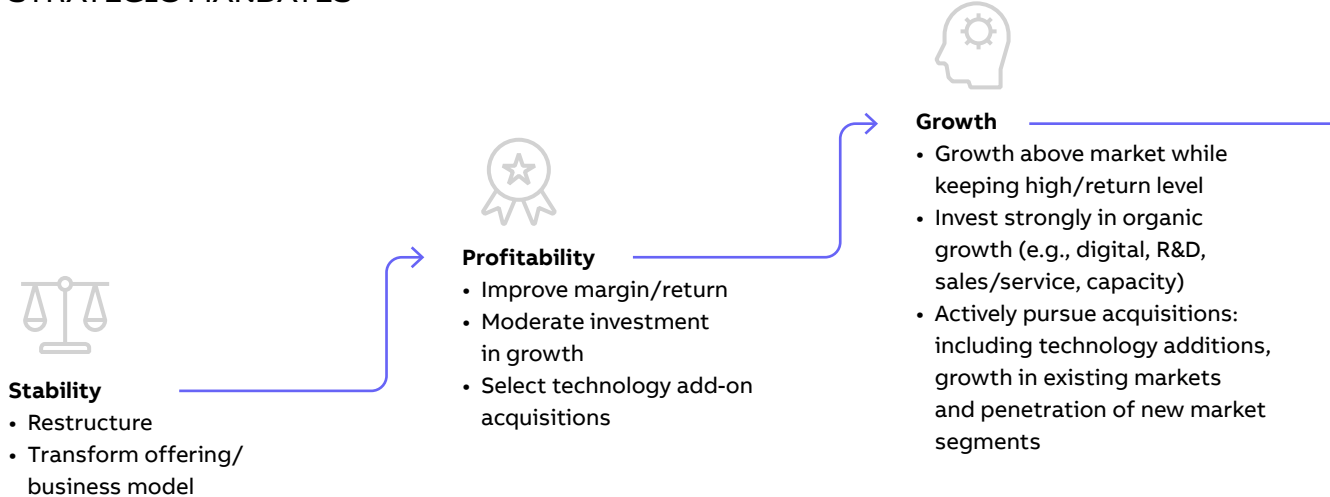 STRATEGIC MANDATES
Stability
• Restructure
• Transform offering/
business model
Profitability
• Improve margin/return
• Moderate investment
in growth
• Select technology add-on
acquisitions
Growth
• Growth above market while
keeping high/return level
• Invest strongly in organic
growth (e.g., digital, R&D,
sales/service, capacity)
• Actively pursue acquisitions:
including technology additions,
growth in existing markets
and penetration of new market
segments